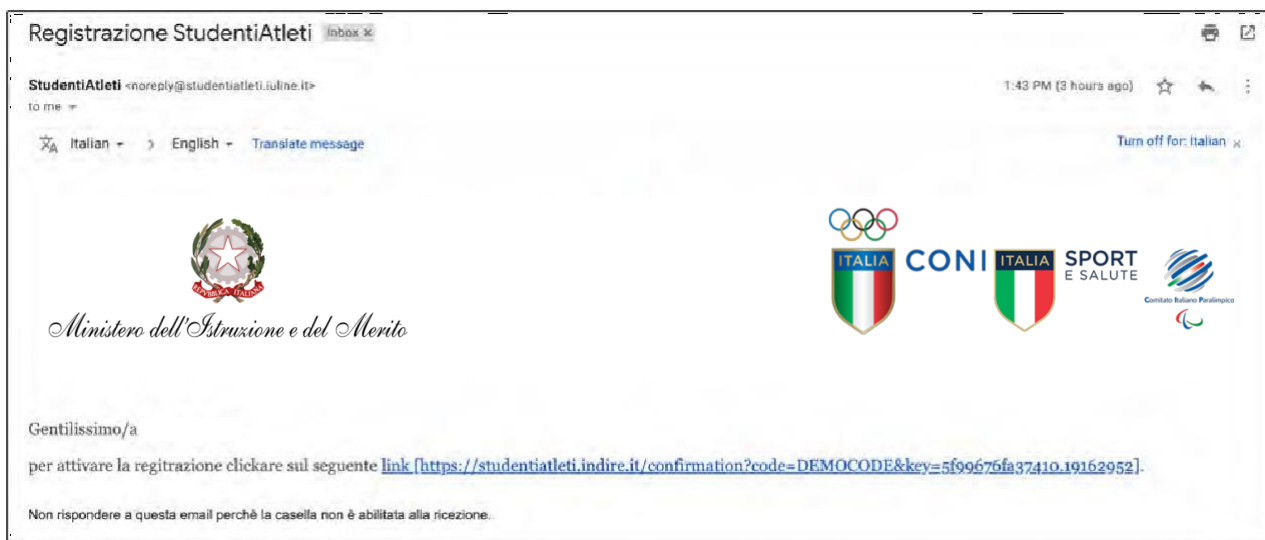 Registrazione StudentiAtleti Inbox x
StudentiAtleti <noreply@studentiatleti.iuline.it>
1:43 PM (3 hours ago)
to me
Italian > English Translate message
Turn off for: Italian x
REPVBBLICA ITALIANA
Ministero dell'Istruzione e del Merito
ITALIA CONI ITALIA SPORT
E SALUTE
Comitato Italiano Paralimpico
Gentilissimo/a
per attivare la regitrazione clickare sul seguente link [https://studentiatleti.indire.it/confirmation?code=DEMOCODE&key=5f99676fa37410.19162952].
Non rispondere a questa email perchè la casella non è abilitata alla ricezione.